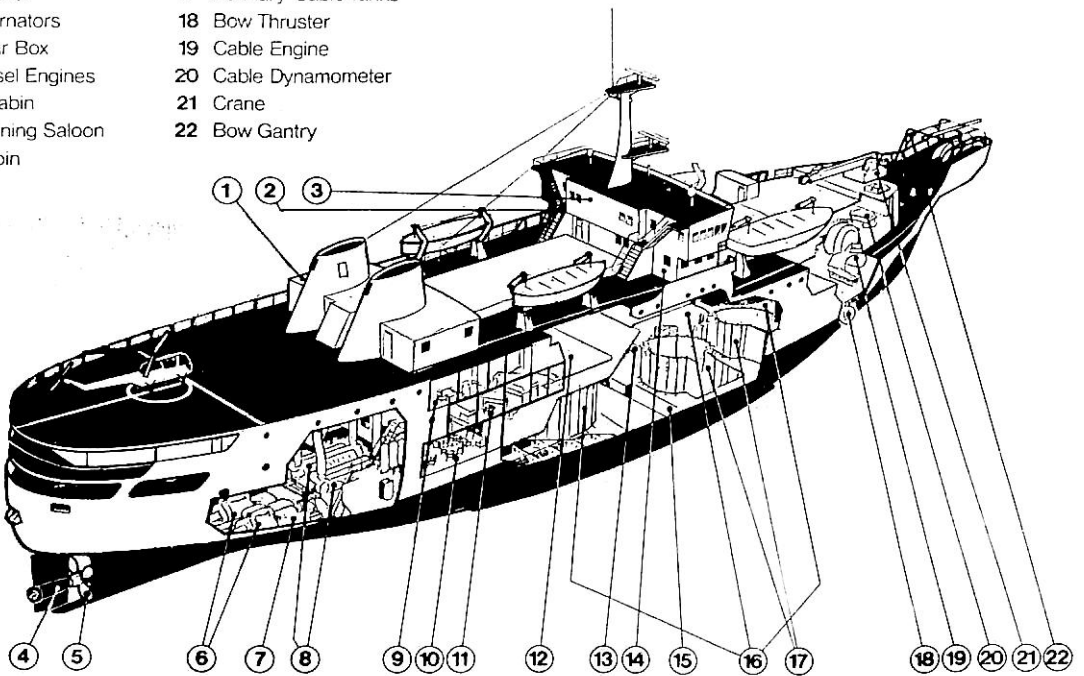 rnators
r Box
sel Engines
abin
ning Saloon
oin
18 Bow Thruster
19 Cable Engine
20 Cable Dynamometer
21 Crane
22 Bow Gantry
1
2
3
4 5 6 7 8 9 10 11 12 13 14 15 16 17 18 19 20 21 22